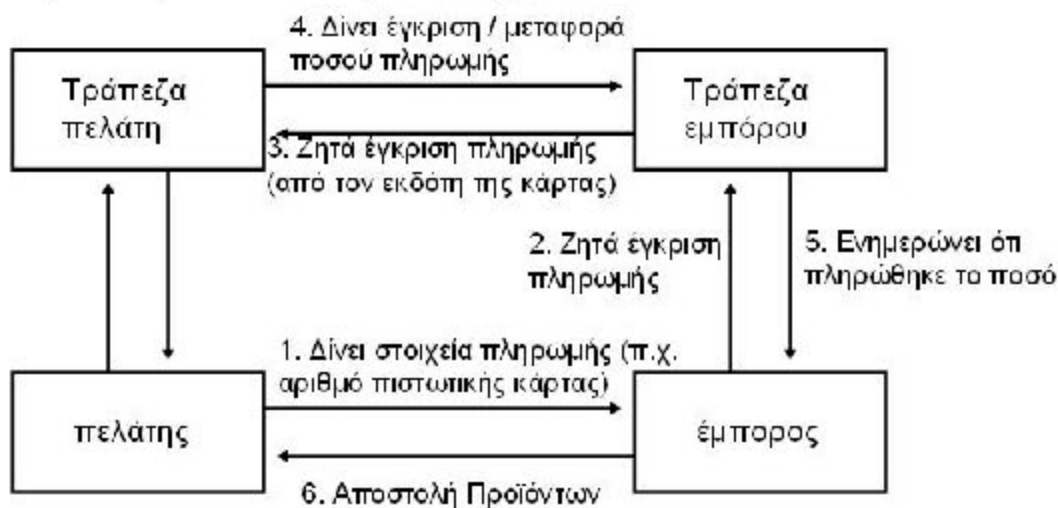 4. Δίνει έγκριση / μεταφορά
ποσού πληρωμής
Τράπεζα
πελάτη
Τράπεζα
εμπόρου
3. Ζητά έγκριση πληρωμής
(από τον εκδότη της κάρτας)
2. Ζητά έγκριση
πληρωμής
5. Ενημερώνει ότι
πληρώθηκε το ποσό
1. Δίνει στοιχεία πληρωμής (π.χ.
αριθμό πιστωτικής κάρτας)
πελάτης
έμπορος
6. Αποστολή Προϊόντων